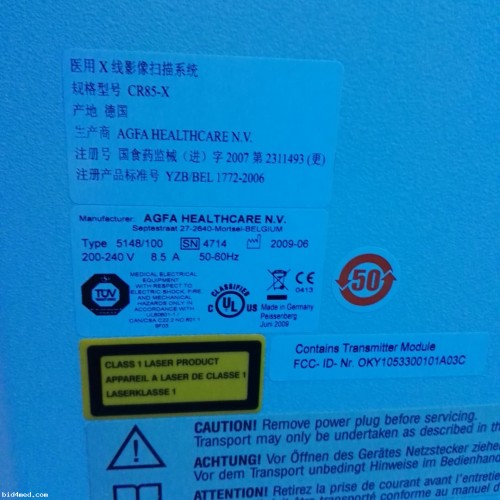 医用 X 线影像扫描系统
规格型号 CR85-X
产地 德国
生产商 AGFA HEALTHCARE N.V.
注册号 国食药监械（进）字 2007 第 2311493 (更)
注册产品标准号 YZB/BEL 1772-2006
Manufacturer: AGFA HEALTHCARE N.V.
Septestraat 27-2640-Mortsel-BELGIUM
Type 5148/100 SN 4714 2009-06
200-240 V 8.5 A 50-60Hz
TÜV
MEDICAL ELECTRICAL
EQUIPMENT
WITH RESPECT TO
ELECTRIC SHOCK, FIRE
AND MECHANICAL
HAZARDS ONLY IN
ACCORDANCE WITH
CLASSIFIED
C UL US
CE
0413
Made in Germany
Peissenberg
Juni 2009
50
CLASS 1 LASER PRODUCT
APPAREIL A LASER DE CLASSE 1
LASERKLASSE 1
Contains Transmitter Module
FCC- ID- Nr. OKY1053300101A03C
CAUTION! Remove power plug before servicing.
Transport may only be undertaken as described in the
ACHTUNG! Vor Öffnen des Gerätes Netzstecker ziehen
Vor dem Transport unbedingt Hinweise im Bedienhand
ATTENTION! Retirez la prise de courant avant l'entretie
Transports conforme au manuel d'
bid4med.com